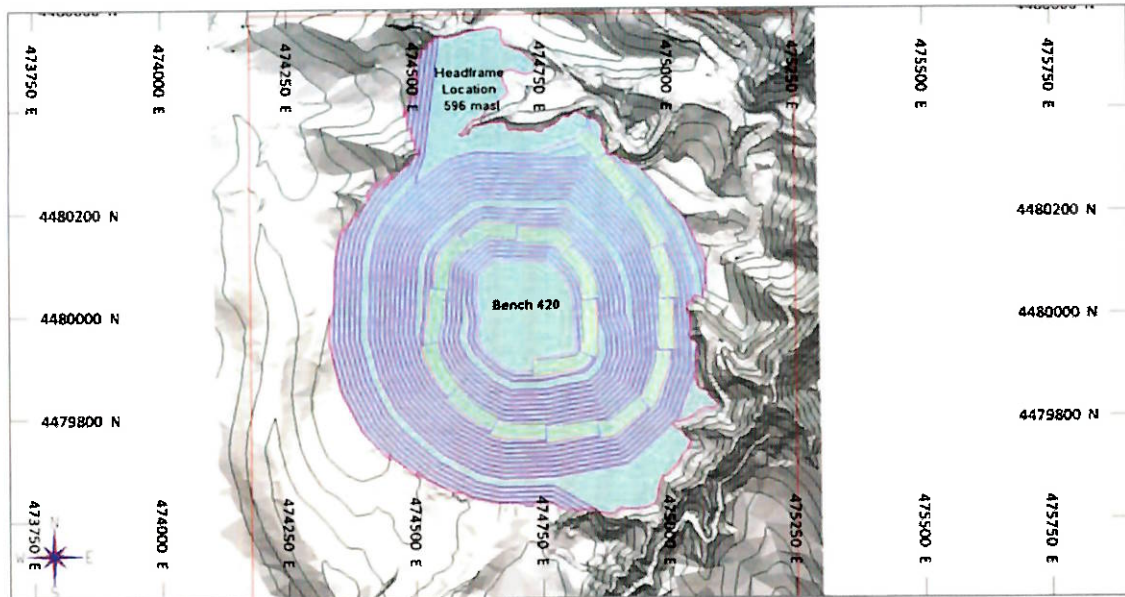 473750 E
474000 E
474250 E
474500 E
474750 E
475000 E
475250 E
475500 E
475750 E
Headframe
Location
596 masl
4480200 N
4480200 N
Bench 420
4480000 N
4480000 N
4479800 N
4479800 N
473750 E
474000 E
474250 E
474500 E
474750 E
475000 E
475250 E
475500 E
475750 E
N
W
E
S